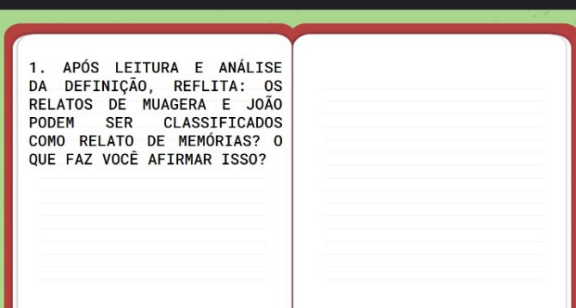 1. APÓS LEITURA E ANÁLISE
DA DEFINIÇÃO, REFLITA: OS
RELATOS DE MUAGERA E JOÃO
PODEM SER CLASSIFICADOS
COMO RELATO DE MEMÓRIAS? O
QUE FAZ VOCÊ AFIRMAR ISSO?